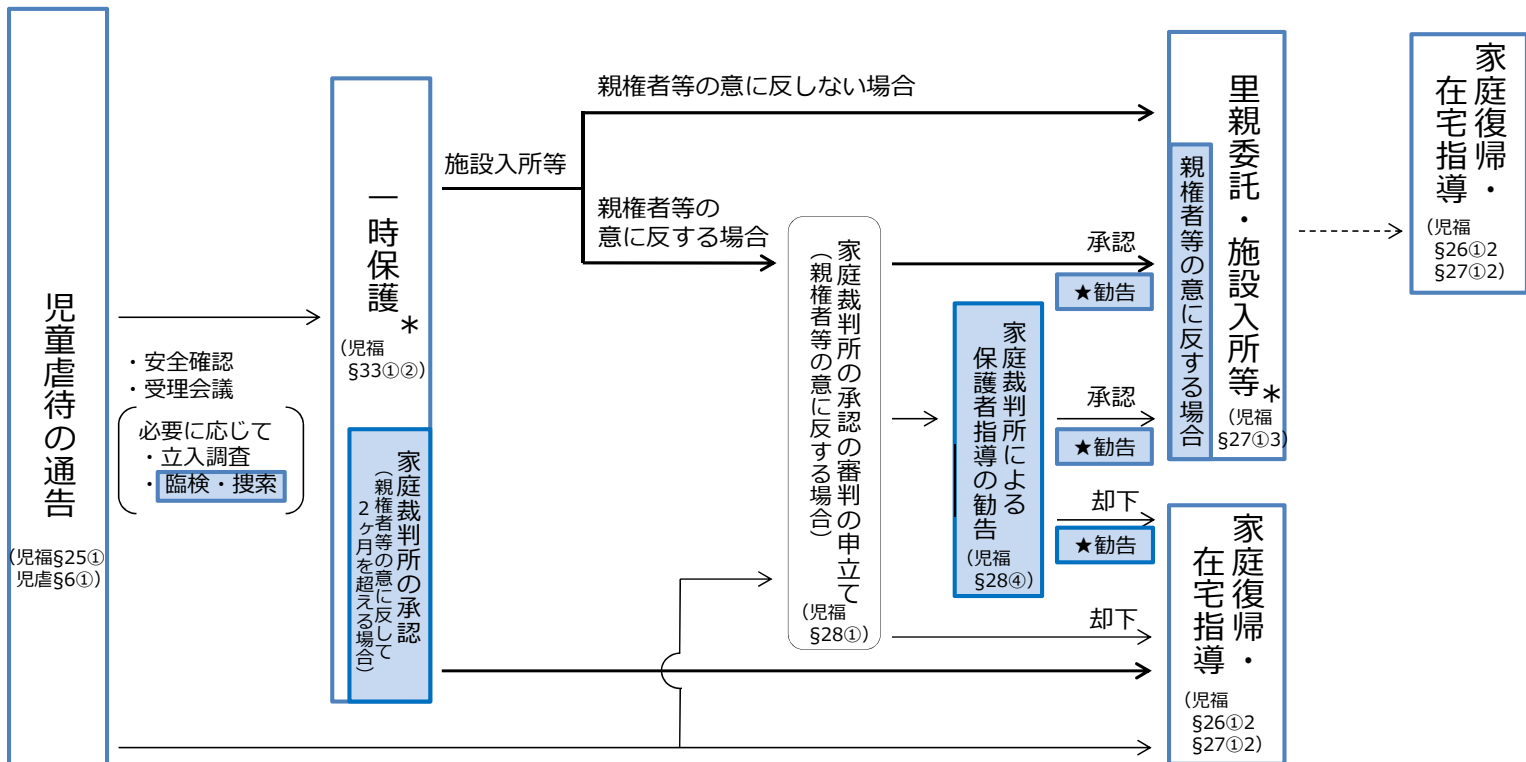 児童虐待の通告
(児福§25①
児虐§6①)
・安全確認
・受理会議
必要に応じて
・立入調査
・臨検・捜索
一時保護＊
(児福
§33①②)
家庭裁判所の承認
(親権者等の意に反して
２ヶ月を超える場合)
施設入所等
親権者等の意に反しない場合
親権者等の
意に反する場合
家庭裁判所の承認の審判の申立て
(親権者等の意に反する場合)
(児福
§28①)
家庭裁判所による
保護者指導の勧告
(児福
§28④)
承認
★勧告
承認
★勧告
却下
★勧告
却下
里親委託・施設入所等＊
(児福
§27①3)
親権者等の意に反する場合
家庭復帰・
在宅指導
(児福
§26①2
§27①2)
家庭復帰・
在宅指導
(児福
§26①2
§27①2)